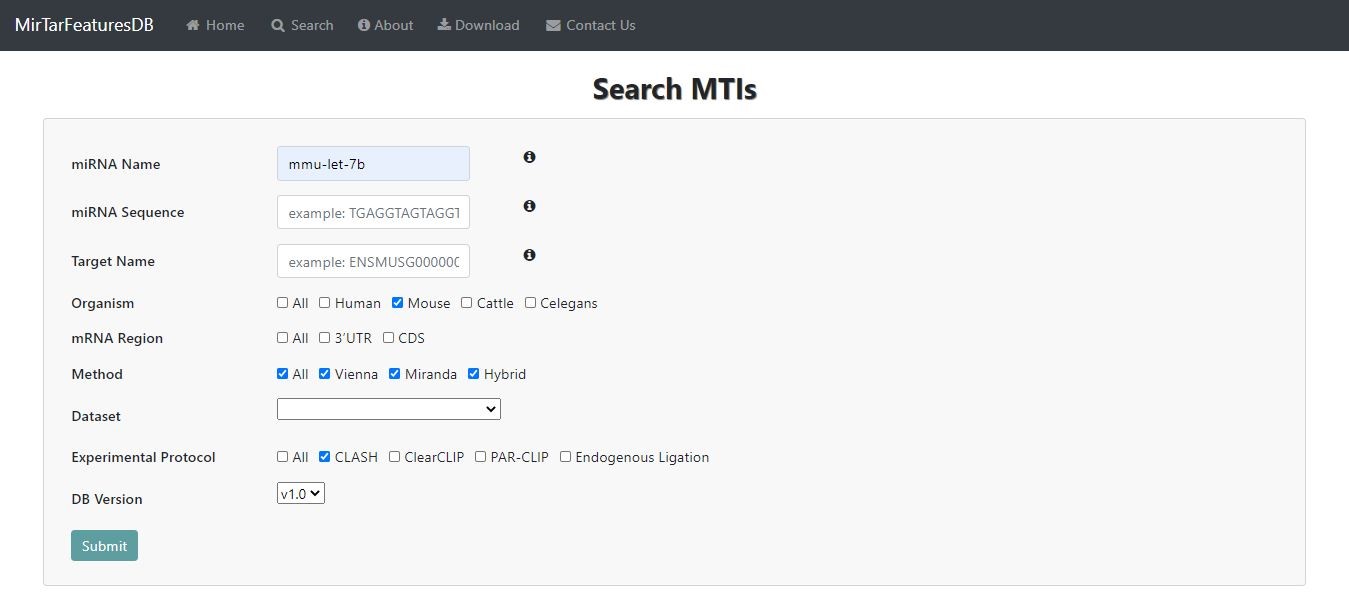 MirTarFeaturesDB Home Search About Download Contact Us
Search MTIs
miRNA Name mmu-let-7b
miRNA Sequence example: TGAGGTAGTAGGT
Target Name example: ENSMUSG000000
Organism All Human Mouse Cattle Celegans
mRNA Region All 3'UTR CDS
Method All Vienna Miranda Hybrid
Dataset
Experimental Protocol All CLASH ClearCLIP PAR-CLIP Endogenous Ligation
DB Version v1.0
Submit